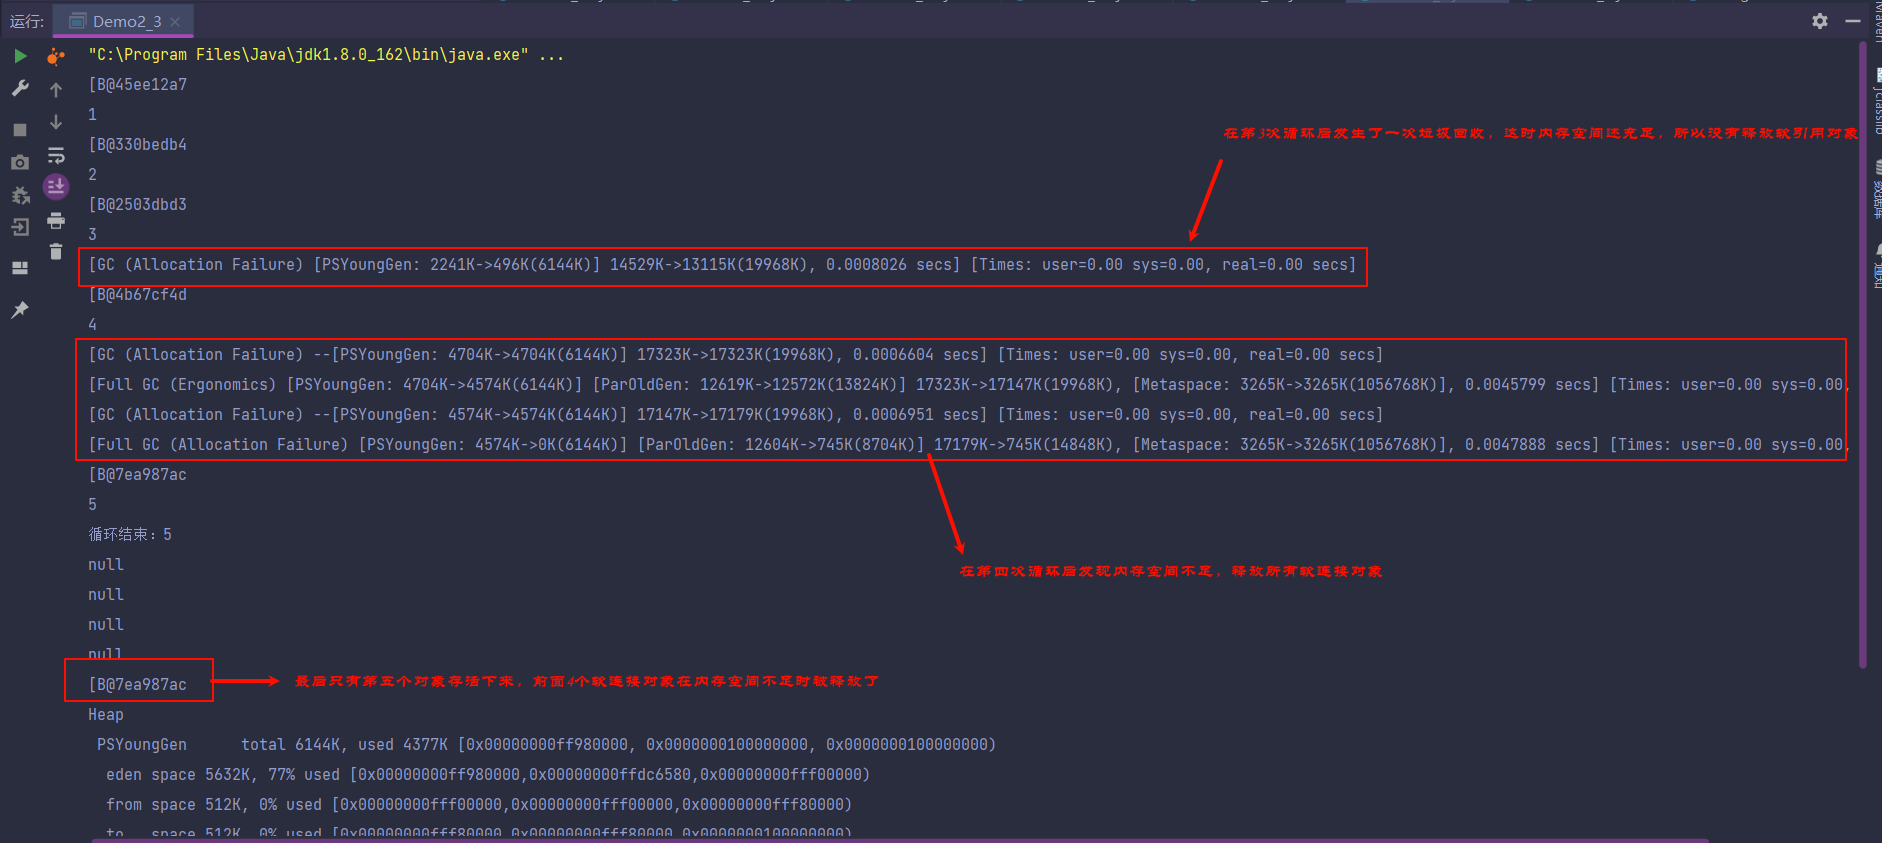 运行: Demo2_3
"C:\Program Files\Java\jdk1.8.0_162\bin\java.exe" ...
[B@45ee12a7
1
在第3次循环后发生了一次垃圾回收，这时内存空间还充足，所以没有释放软引用对象
[B@330bedb4
2
[B@2503dbd3
3
[GC (Allocation Failure) [PSYoungGen: 2241K->496K(6144K)] 14529K->13115K(19968K), 0.0008026 secs] [Times: user=0.00 sys=0.00, real=0.00 secs]
[B@4b67cf4d
4
[GC (Allocation Failure) --[PSYoungGen: 4704K->4704K(6144K)] 17323K->17323K(19968K), 0.0006604 secs] [Times: user=0.00 sys=0.00, real=0.00 secs]
[Full GC (Ergonomics) [PSYoungGen: 4704K->4574K(6144K)] [ParOldGen: 12619K->12572K(13824K)] 17323K->17147K(19968K), [Metaspace: 3265K->3265K(1056768K)], 0.0045799 secs] [Times: user=0.00 sys=0.00,
[GC (Allocation Failure) --[PSYoungGen: 4574K->4574K(6144K)] 17147K->17179K(19968K), 0.0006951 secs] [Times: user=0.00 sys=0.00, real=0.00 secs]
[Full GC (Allocation Failure) [PSYoungGen: 4574K->0K(6144K)] [ParOldGen: 12604K->745K(8704K)] 17179K->745K(14848K), [Metaspace: 3265K->3265K(1056768K)], 0.0047888 secs] [Times: user=0.00 sys=0.00,
[B@7ea987ac
5
循环结束：5
null
在第四次循环后发现内存空间不足，释放所有软连接对象
null
null
null
[B@7ea987ac
最后只有第五个对象存活下来，前面4个软连接对象在内存空间不足时被释放了
Heap
PSYoungGen total 6144K, used 4377K [0x00000000ff980000, 0x0000000100000000, 0x0000000100000000)
eden space 5632K, 77% used [0x00000000ff980000,0x00000000ffdc6580,0x00000000fff00000)
from space 512K, 0% used [0x00000000fff00000,0x00000000fff00000,0x00000000fff80000)
to space 512K, 0% used [0x00000000fff80000,0x00000000fff80000,0x0000000100000000)
Maven
jclasslib
数据库
通知